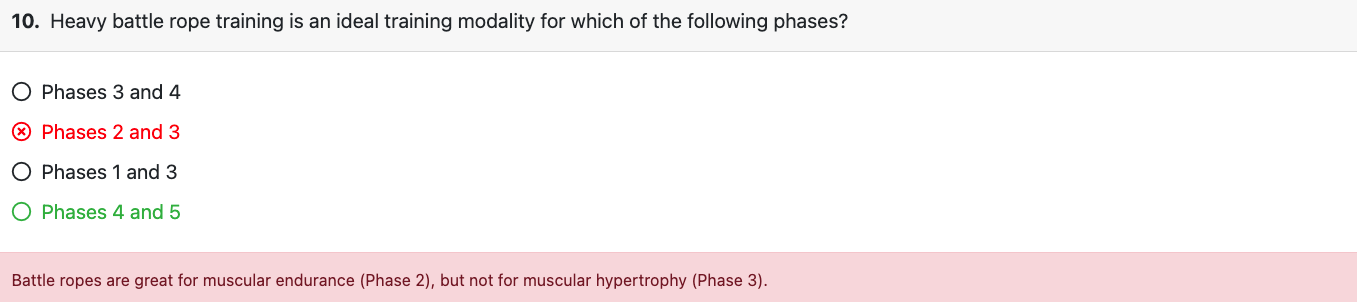 10. Heavy battle rope training is an ideal training modality for which of the following phases?
Phases 3 and 4
Phases 2 and 3
Phases 1 and 3
Phases 4 and 5
Battle ropes are great for muscular endurance (Phase 2), but not for muscular hypertrophy (Phase 3).